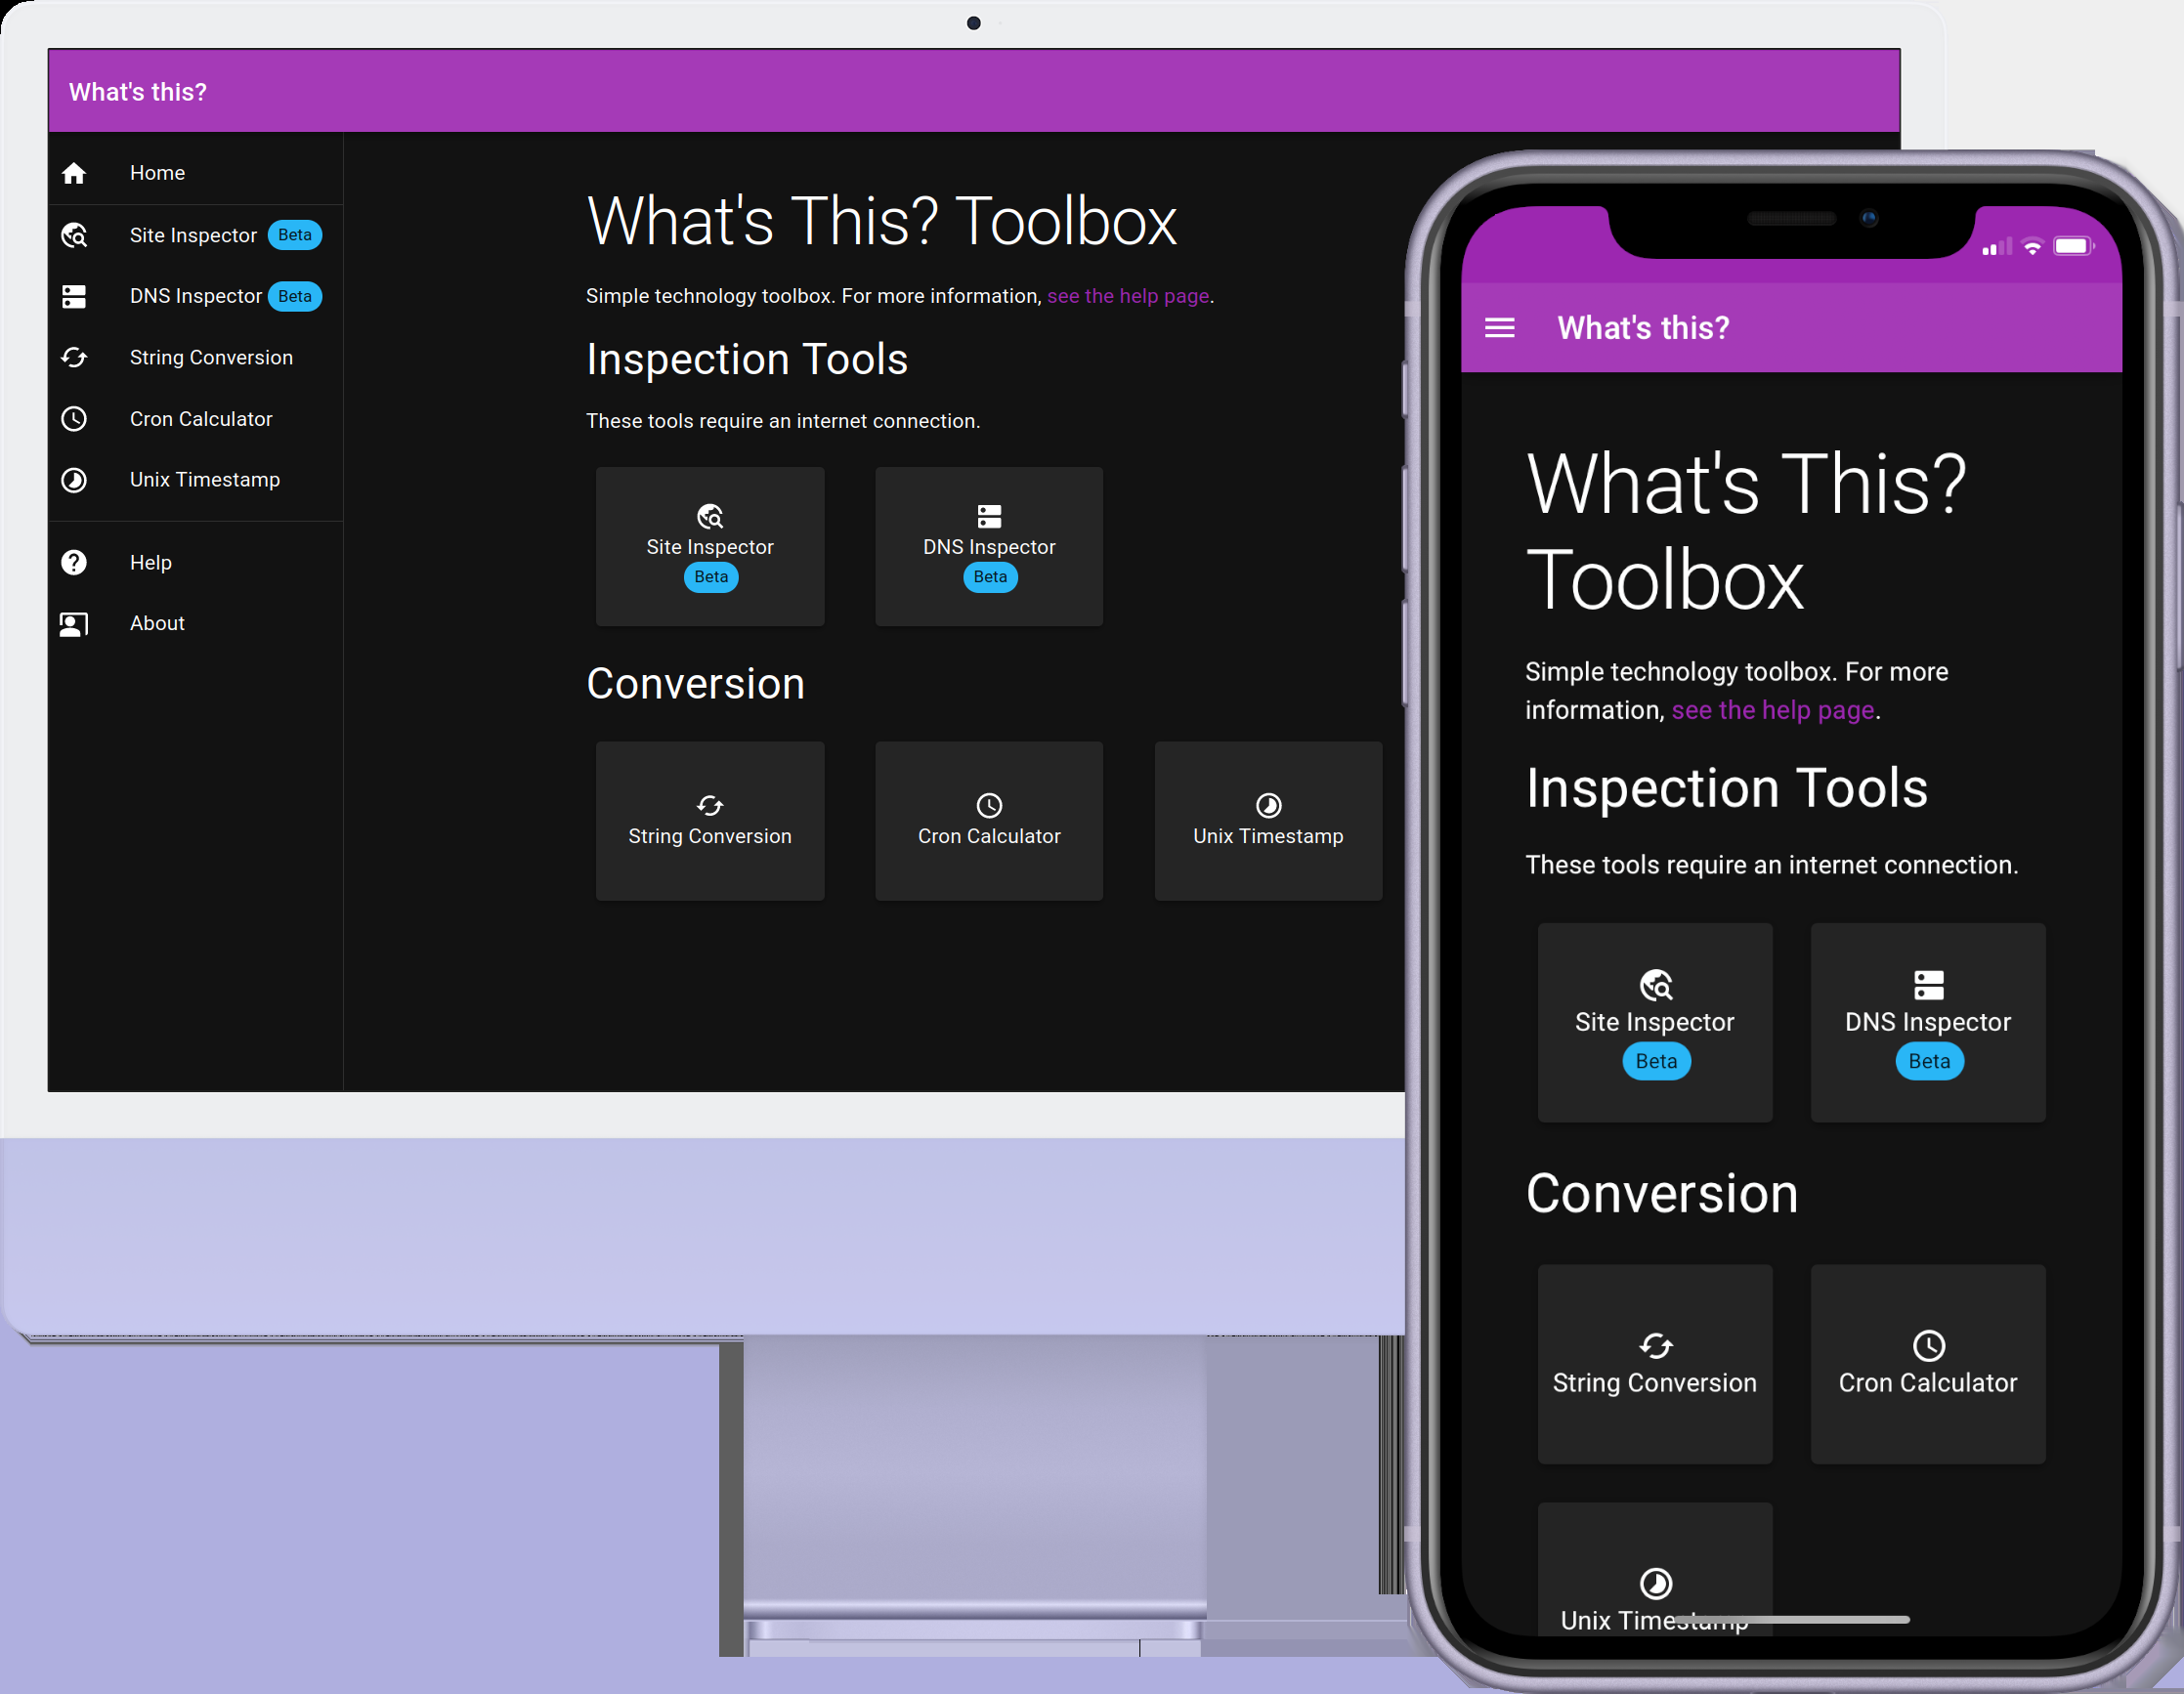 What's this?
Home
Site Inspector Beta
DNS Inspector Beta
String Conversion
Cron Calculator
Unix Timestamp
Help
About
What's This? Toolbox
Simple technology toolbox. For more information, see the help page.
Inspection Tools
These tools require an internet connection.
Site Inspector
Beta
DNS Inspector
Beta
Conversion
String Conversion
Cron Calculator
Unix Timestamp
What's this?
What's This?
Toolbox
Simple technology toolbox. For more
information, see the help page.
Inspection Tools
These tools require an internet connection.
Site Inspector
Beta
DNS Inspector
Beta
Conversion
String Conversion
Cron Calculator
Unix Timestamp